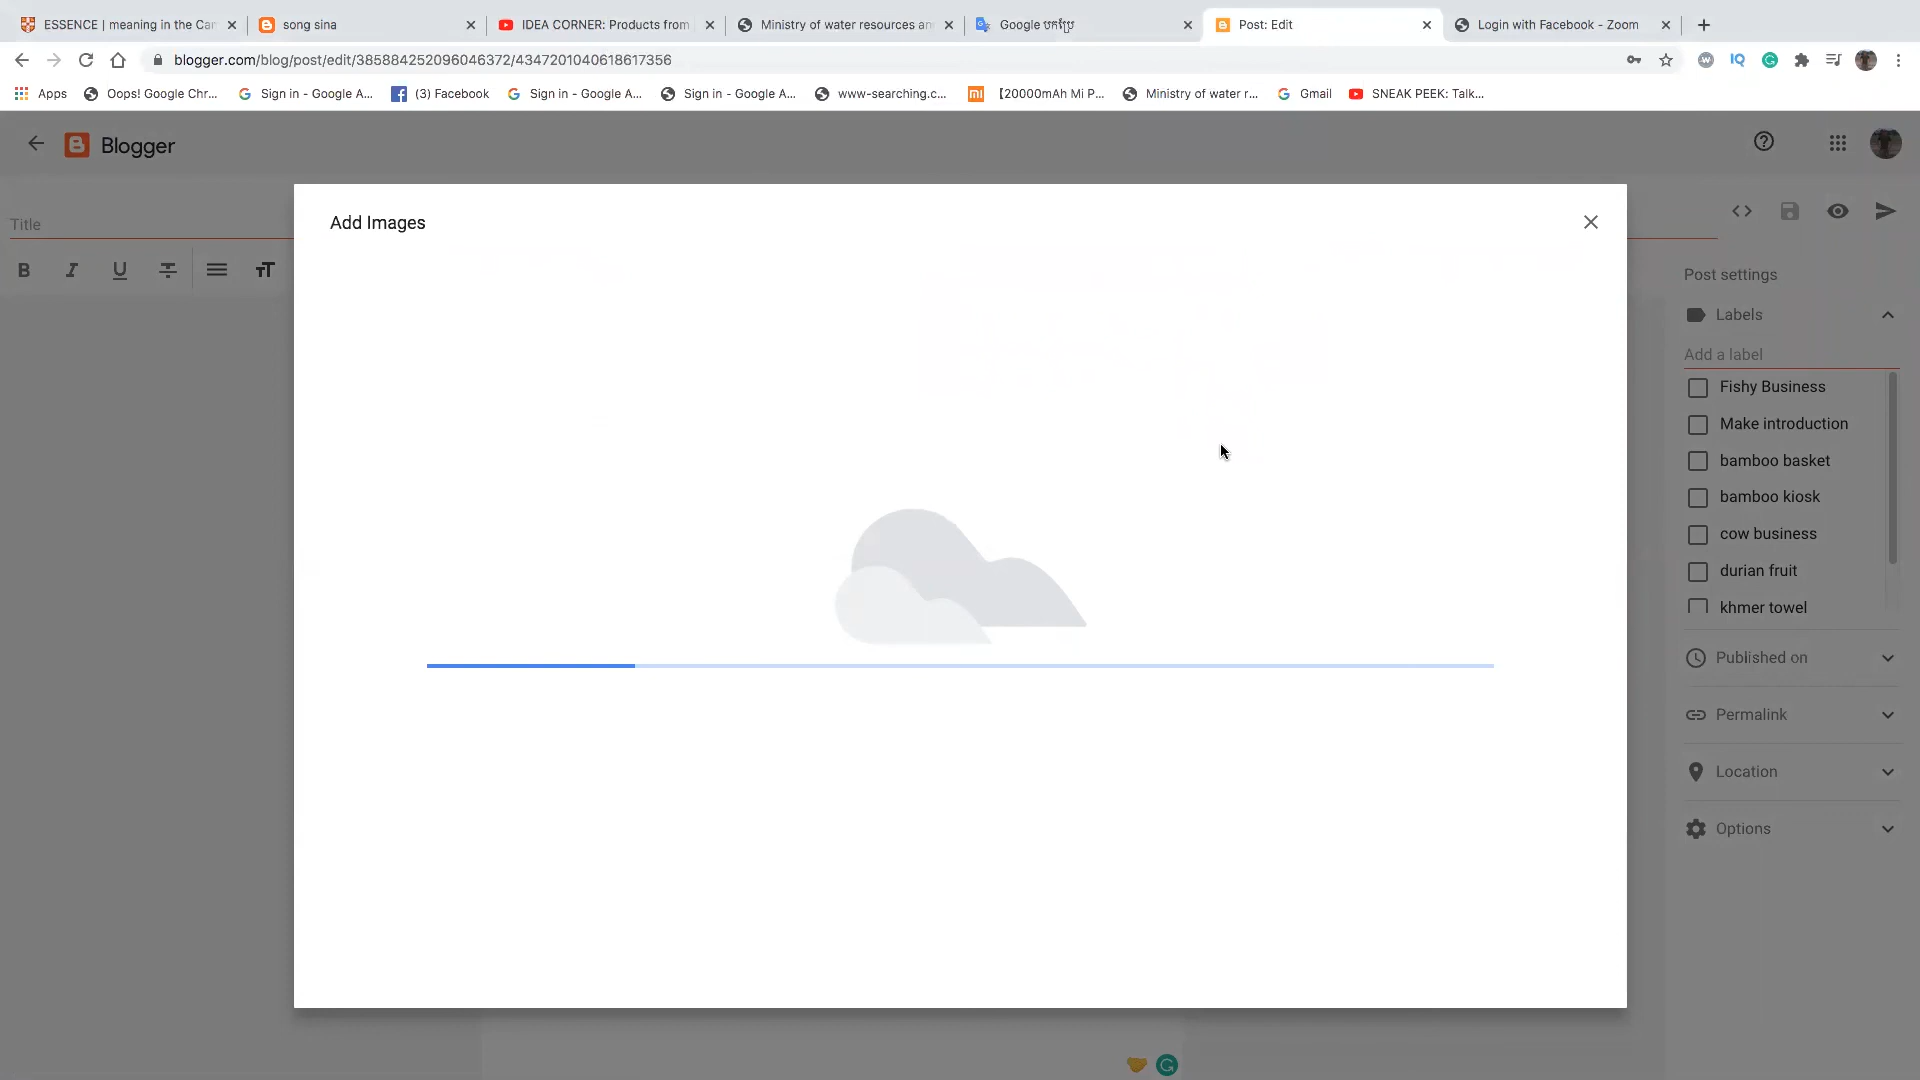 ESSENCE | meaning in the Cam
song sina
IDEA CORNER: Products from
Ministry of water resources an
Google បកប្រែ
Post: Edit
Login with Facebook - Zoom
blogger.com/blog/post/edit/385884252096046372/4347201040618617356
Apps
Oops! Google Chr...
Sign in - Google A...
(3) Facebook
Sign in - Google A...
Sign in - Google A...
www-searching.c...
【20000mAh Mi P...
Ministry of water r...
Gmail
SNEAK PEEK: Talk...
Blogger
Title
Add Images
Post settings
Labels
Add a label
Fishy Business
Make introduction
bamboo basket
bamboo kiosk
cow business
durian fruit
khmer towel
Published on
Permalink
Location
Options